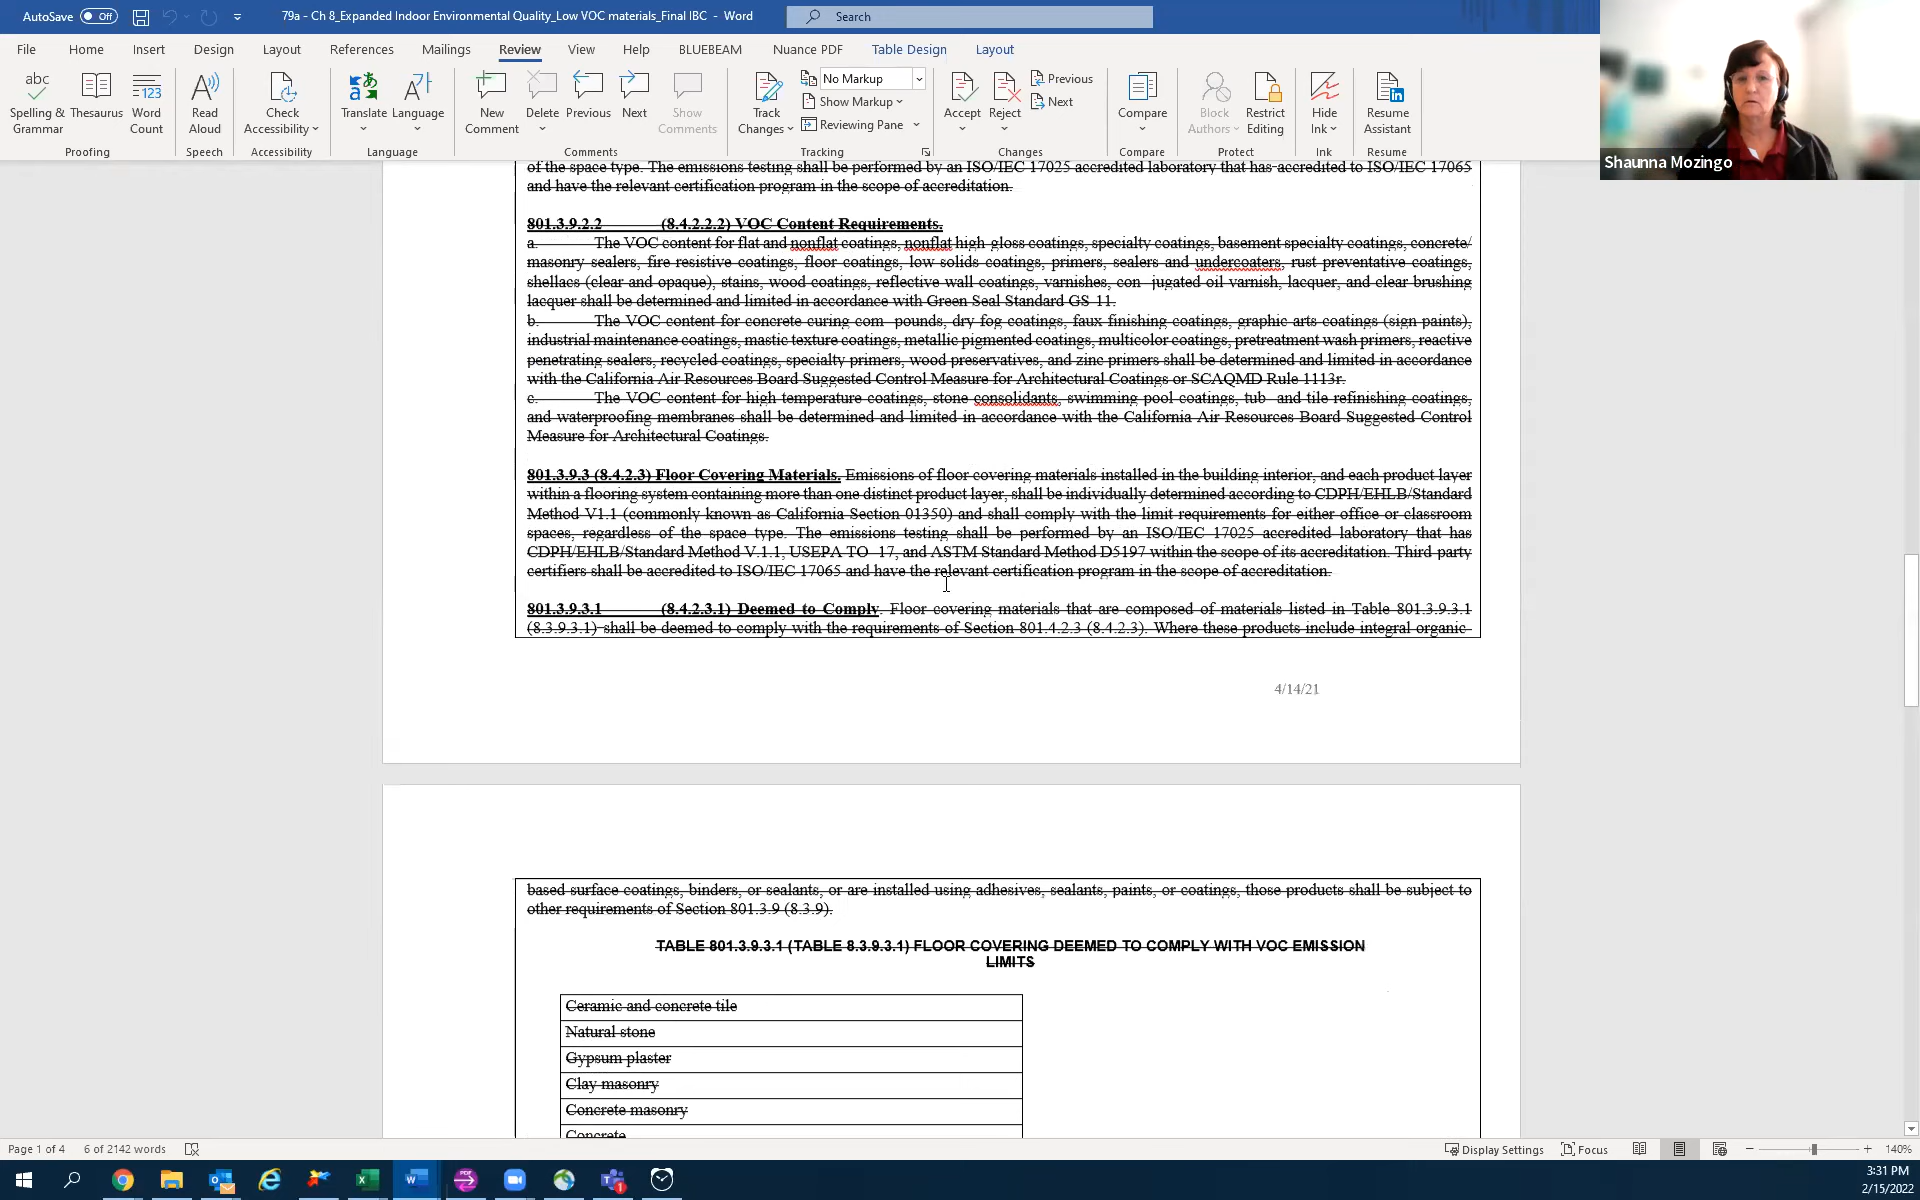 AutoSave Off 79a - Ch 8_Expanded Indoor Environmental Quality_Low VOC materials_Final IBC - Word Search
File Home Insert Design Layout References Mailings Review View Help BLUEBEAM Nuance PDF Table Design Layout
abc
123
A
No Markup
Previous
Show Markup
Next
Reviewing Pane
Spelling & Grammar
Thesaurus
Word Count
Read Aloud
Check Accessibility
Translate
Language
New Comment
Delete
Previous
Next
Show Comments
Track Changes
Accept
Reject
Compare
Block Authors
Restrict Editing
Hide Ink
Resume Assistant
Proofing Speech Accessibility Language Comments Tracking Changes Compare Protect Ink Resume
Shaunna Mozingo
of the space type. The emissions testing shall be performed by an ISO/IEC 17025 accredited laboratory that has accredited to ISO/IEC 17065
and have the relevant certification program in the scope of accreditation.
801.3.9.2.2 (8.4.2.2.2) VOC Content Requirements.
a. The VOC content for flat and nonflat coatings, nonflat high-gloss coatings, specialty coatings, basement specialty coatings, concrete/
masonry sealers, fire resistive coatings, floor coatings, low solids coatings, primers, sealers and undercoaters, rust preventative coatings,
shellacs (clear and opaque), stains, wood coatings, reflective wall coatings, varnishes, con- jugated oil varnish, lacquer, and clear brushing
lacquer shall be determined and limited in accordance with Green Seal Standard GS-11.
b. The VOC content for concrete curing com- pounds, dry fog coatings, faux finishing coatings, graphic arts coatings (sign paints),
industrial maintenance coatings, mastic texture coatings, metallic pigmented coatings, multicolor coatings, pretreatment wash primers, reactive
penetrating sealers, recycled coatings, specialty primers, wood preservatives, and zinc primers shall be determined and limited in accordance
with the California Air Resources Board Suggested Control Measure for Architectural Coatings or SCAQMD Rule 1113r.
c. The VOC content for high temperature coatings, stone consolidants, swimming pool coatings, tub- and tile refinishing coatings,
and waterproofing membranes shall be determined and limited in accordance with the California Air Resources Board Suggested Control
Measure for Architectural Coatings.
801.3.9.3 (8.4.2.3) Floor Covering Materials. Emissions of floor covering materials installed in the building interior, and each product layer
within a flooring system containing more than one distinct product layer, shall be individually determined according to CDPH/EHLB/Standard
Method V1.1 (commonly known as California Section 01350) and shall comply with the limit requirements for either office or classroom
spaces, regardless of the space type. The emissions testing shall be performed by an ISO/IEC 17025 accredited laboratory that has
CDPH/EHLB/Standard Method V.1.1, USEPA TO- 17, and ASTM Standard Method D5197 within the scope of its accreditation. Third party
certifiers shall be accredited to ISO/IEC 17065 and have the relevant certification program in the scope of accreditation.
801.3.9.3.1 (8.4.2.3.1) Deemed to Comply. Floor covering materials that are composed of materials listed in Table 801.3.9.3.1
(8.3.9.3.1) shall be deemed to comply with the requirements of Section 801.4.2.3 (8.4.2.3). Where these products include integral organic-
4/14/21
based surface coatings, binders, or sealants, or are installed using adhesives, sealants, paints, or coatings, those products shall be subject to
other requirements of Section 801.3.9 (8.3.9).
TABLE 801.3.9.3.1 (TABLE 8.3.9.3.1) FLOOR COVERING DEEMED TO COMPLY WITH VOC EMISSION
LIMITS
Ceramic and concrete tile
Natural stone
Gypsum plaster
Clay masonry
Concrete masonry
Concrete
Page 1 of 4 6 of 2142 words Display Settings Focus 140%
3:31 PM
2/15/2022